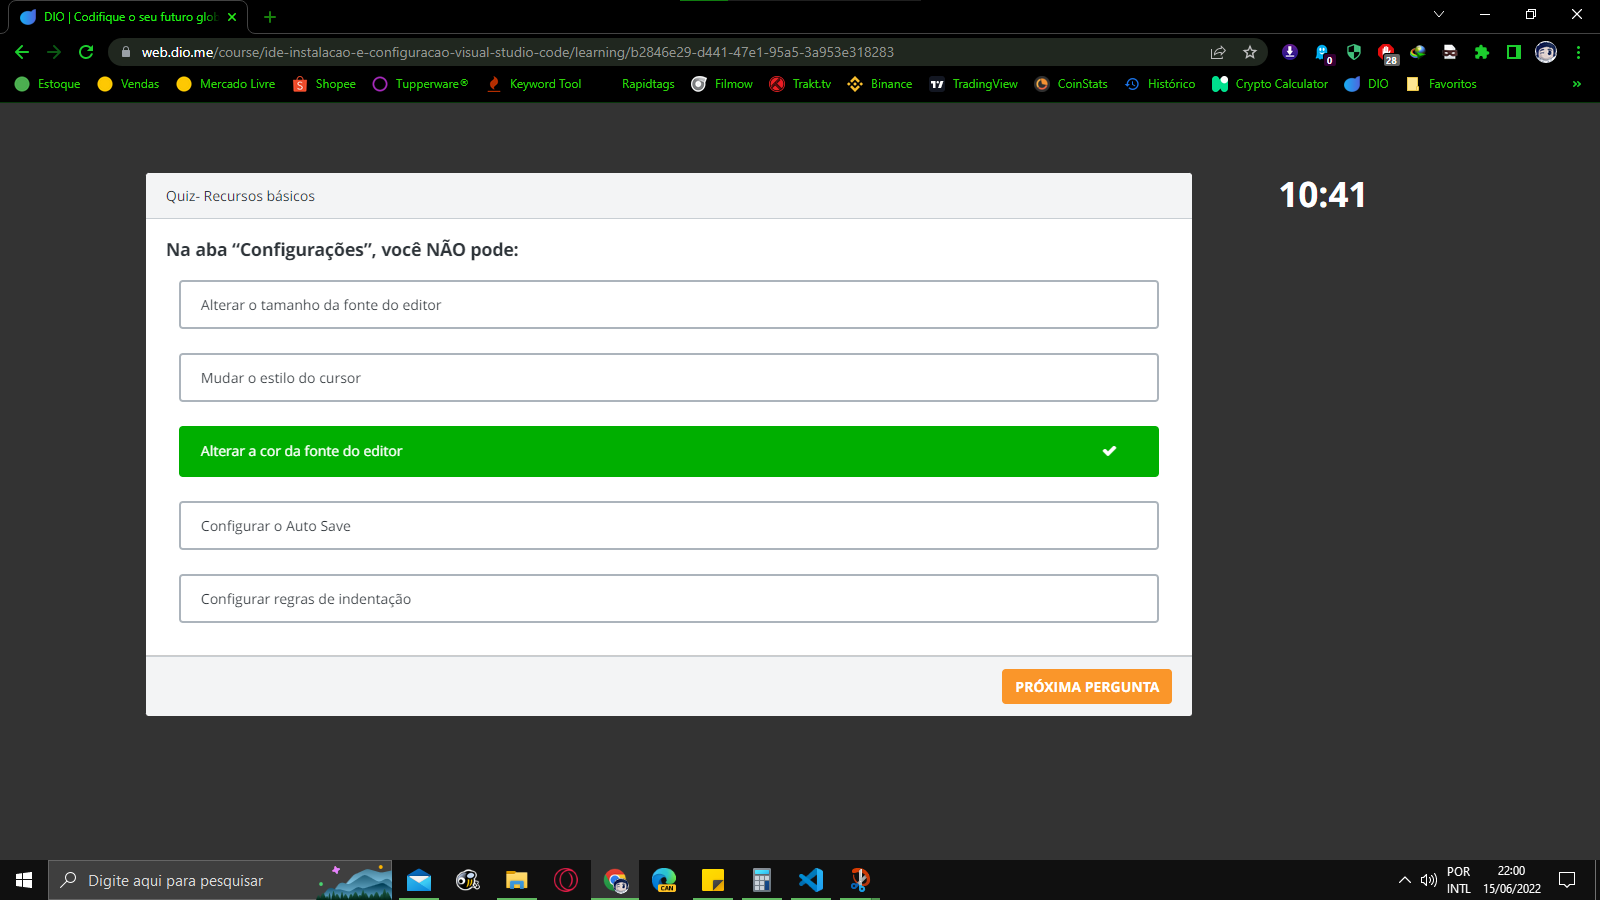 DIO | Codifique o seu futuro glob
web.dio.me/course/ide-instalacao-e-configuracao-visual-studio-code/learning/b2846e29-d441-47e1-95a5-3a953e318283
0
28
Estoque
Vendas
Mercado Livre
Shopee
Tupperware®
Keyword Tool
Rapidtags
Filmow
Trakt.tv
Binance
TradingView
CoinStats
Histórico
Crypto Calculator
DIO
Favoritos
»
Quiz- Recursos básicos
10:41
Na aba “Configurações”, você NÃO pode:
Alterar o tamanho da fonte do editor
Mudar o estilo do cursor
Alterar a cor da fonte do editor
Configurar o Auto Save
Configurar regras de indentação
PRÓXIMA PERGUNTA
Digite aqui para pesquisar
CAN
POR
INTL
22:00
15/06/2022